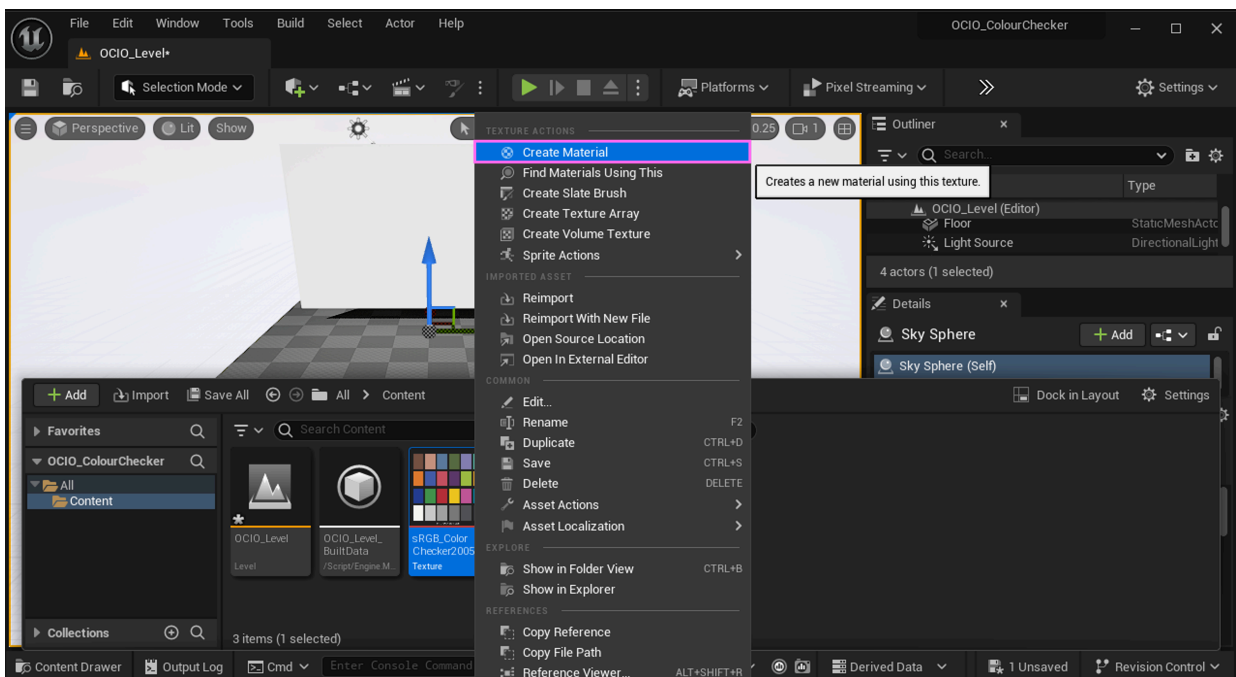 File Edit Window Tools Build Select Actor Help OCIO_ColourChecker
OCIO_Level*
Selection Mode Platforms Pixel Streaming Settings
Perspective Lit Show 0.25 1
TEXTURE ACTIONS
Create Material
Find Materials Using This
Create Slate Brush
Create Texture Array
Create Volume Texture
Sprite Actions
IMPORTED ASSET
Reimport
Reimport With New File
Open Source Location
Open In External Editor
COMMON
Edit...
Rename F2
Duplicate CTRL+D
Save CTRL+S
Delete DELETE
Asset Actions
Asset Localization
EXPLORE
Show in Folder View CTRL+B
Show in Explorer
REFERENCES
Copy Reference
Copy File Path
Reference Viewer... ALT+SHIFT+R
Creates a new material using this texture.
Outliner
Search...
Type
OCIO_Level (Editor)
Floor StaticMeshActo
Light Source DirectionalLight
4 actors (1 selected)
Details
Sky Sphere Add
Sky Sphere (Self)
Add Import Save All All Content Dock in Layout Settings
Favorites
Search Content
OCIO_ColourChecker
All
Content
OCIO_Level
Level
OCIO_Level_
BuiltData
/Script/Engine.M...
sRGB_Color
Checker2005
Texture
Collections
3 items (1 selected)
Content Drawer Output Log Cmd Enter Console Command Derived Data 1 Unsaved Revision Control